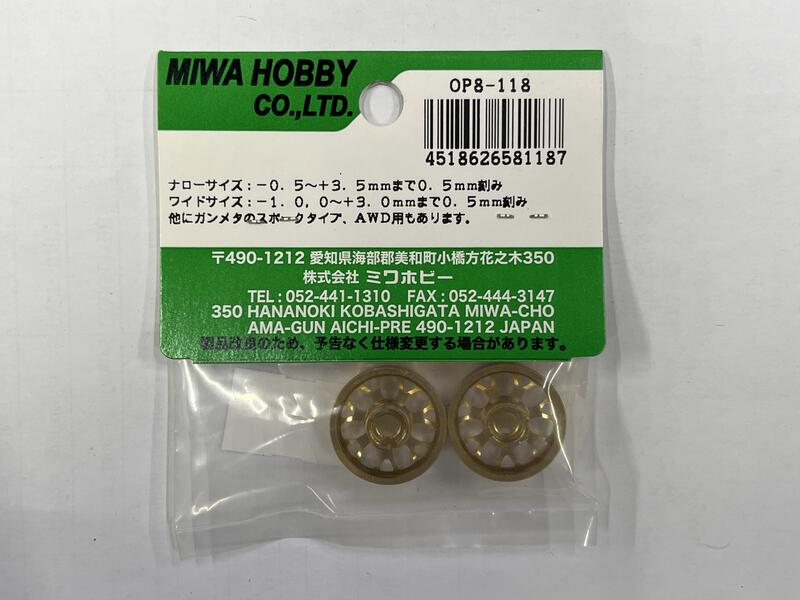 MIWA HOBBY
CO.,LTD.
OP8-118
4518626581187
ナローサイズ：－0．5～＋3．5mmまで0．5mm刻み
ワイドサイズ：－1．0，0～＋3．0mmまで0．5mm刻み
他にガンメタのスポークタイプ、AWD用もあります。
〒490-1212 愛知県海部郡美和町小橋方花之木350
株式会社 ミワホビー
TEL : 052-441-1310 FAX : 052-444-3147
350 HANANOKI KOBASHIGATA MIWA-CHO
AMA-GUN AICHI-PRE 490-1212 JAPAN
製品改良のため、予告なく仕様変更する場合があります。